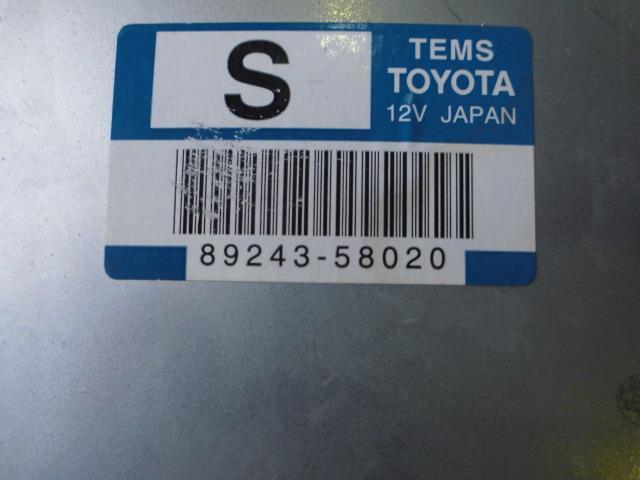 S
TEMS
TOYOTA
12V JAPAN
89243-58020